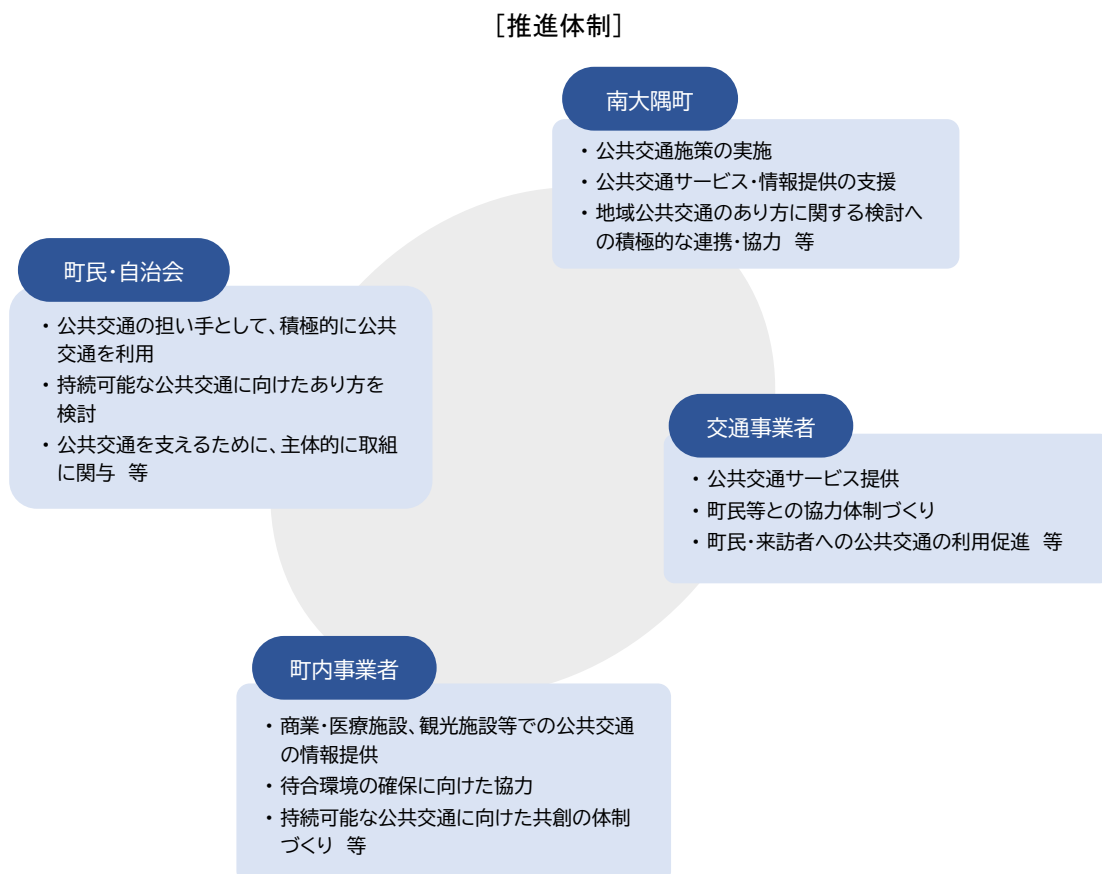 [推進体制]
南大隅町
・公共交通施策の実施
・公共交通サービス・情報提供の支援
・地域公共交通のあり方に関する検討へ
の積極的な連携・協力 等
町民・自治会
・公共交通の担い手として、積極的に公共
交通を利用
・持続可能な公共交通に向けたあり方を
検討
・公共交通を支えるために、主体的に取組
に関与 等
交通事業者
・公共交通サービス提供
・町民等との協力体制づくり
・町民・来訪者への公共交通の利用促進 等
町内事業者
・商業・医療施設、観光施設等での公共交通
の情報提供
・待合環境の確保に向けた協力
・持続可能な公共交通に向けた共創の体制
づくり 等